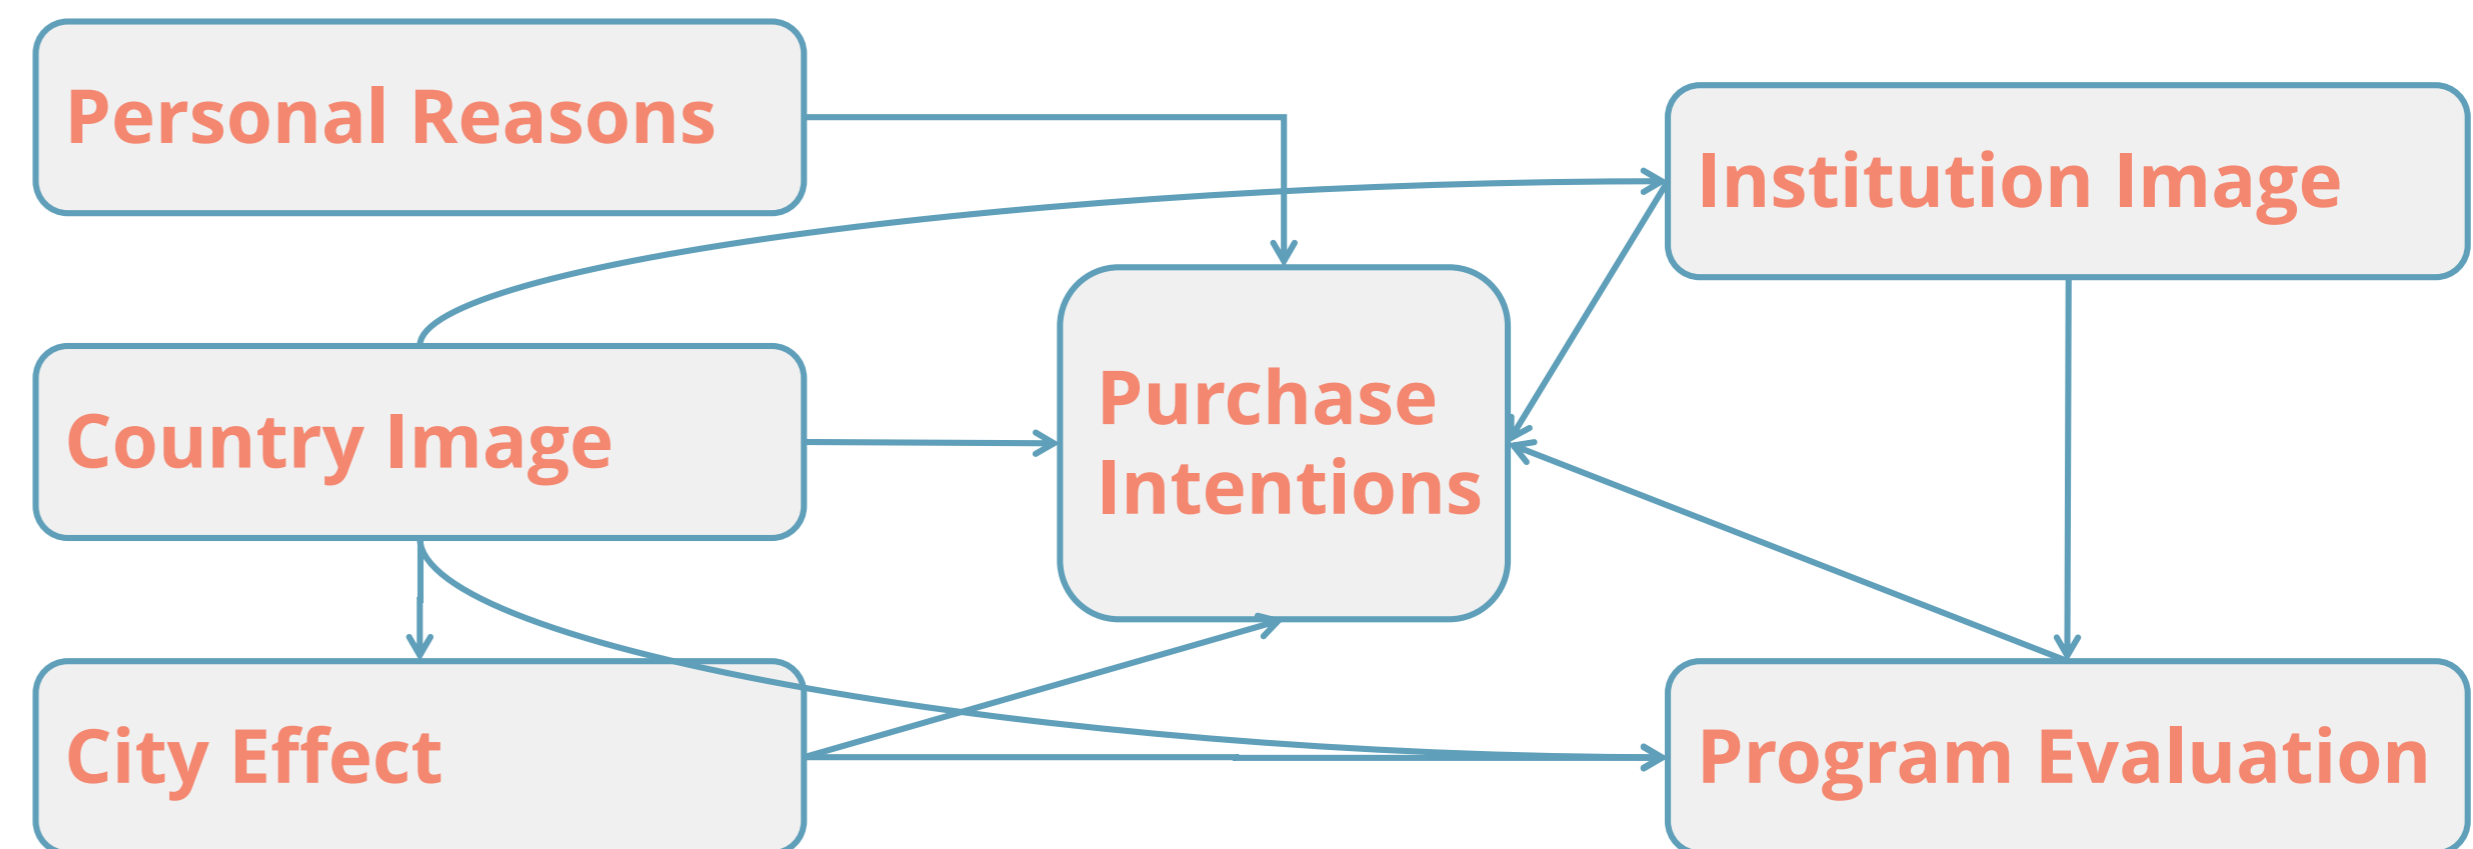 Personal Reasons
Institution Image
Country Image
Purchase
Intentions
City Effect
Program Evaluation